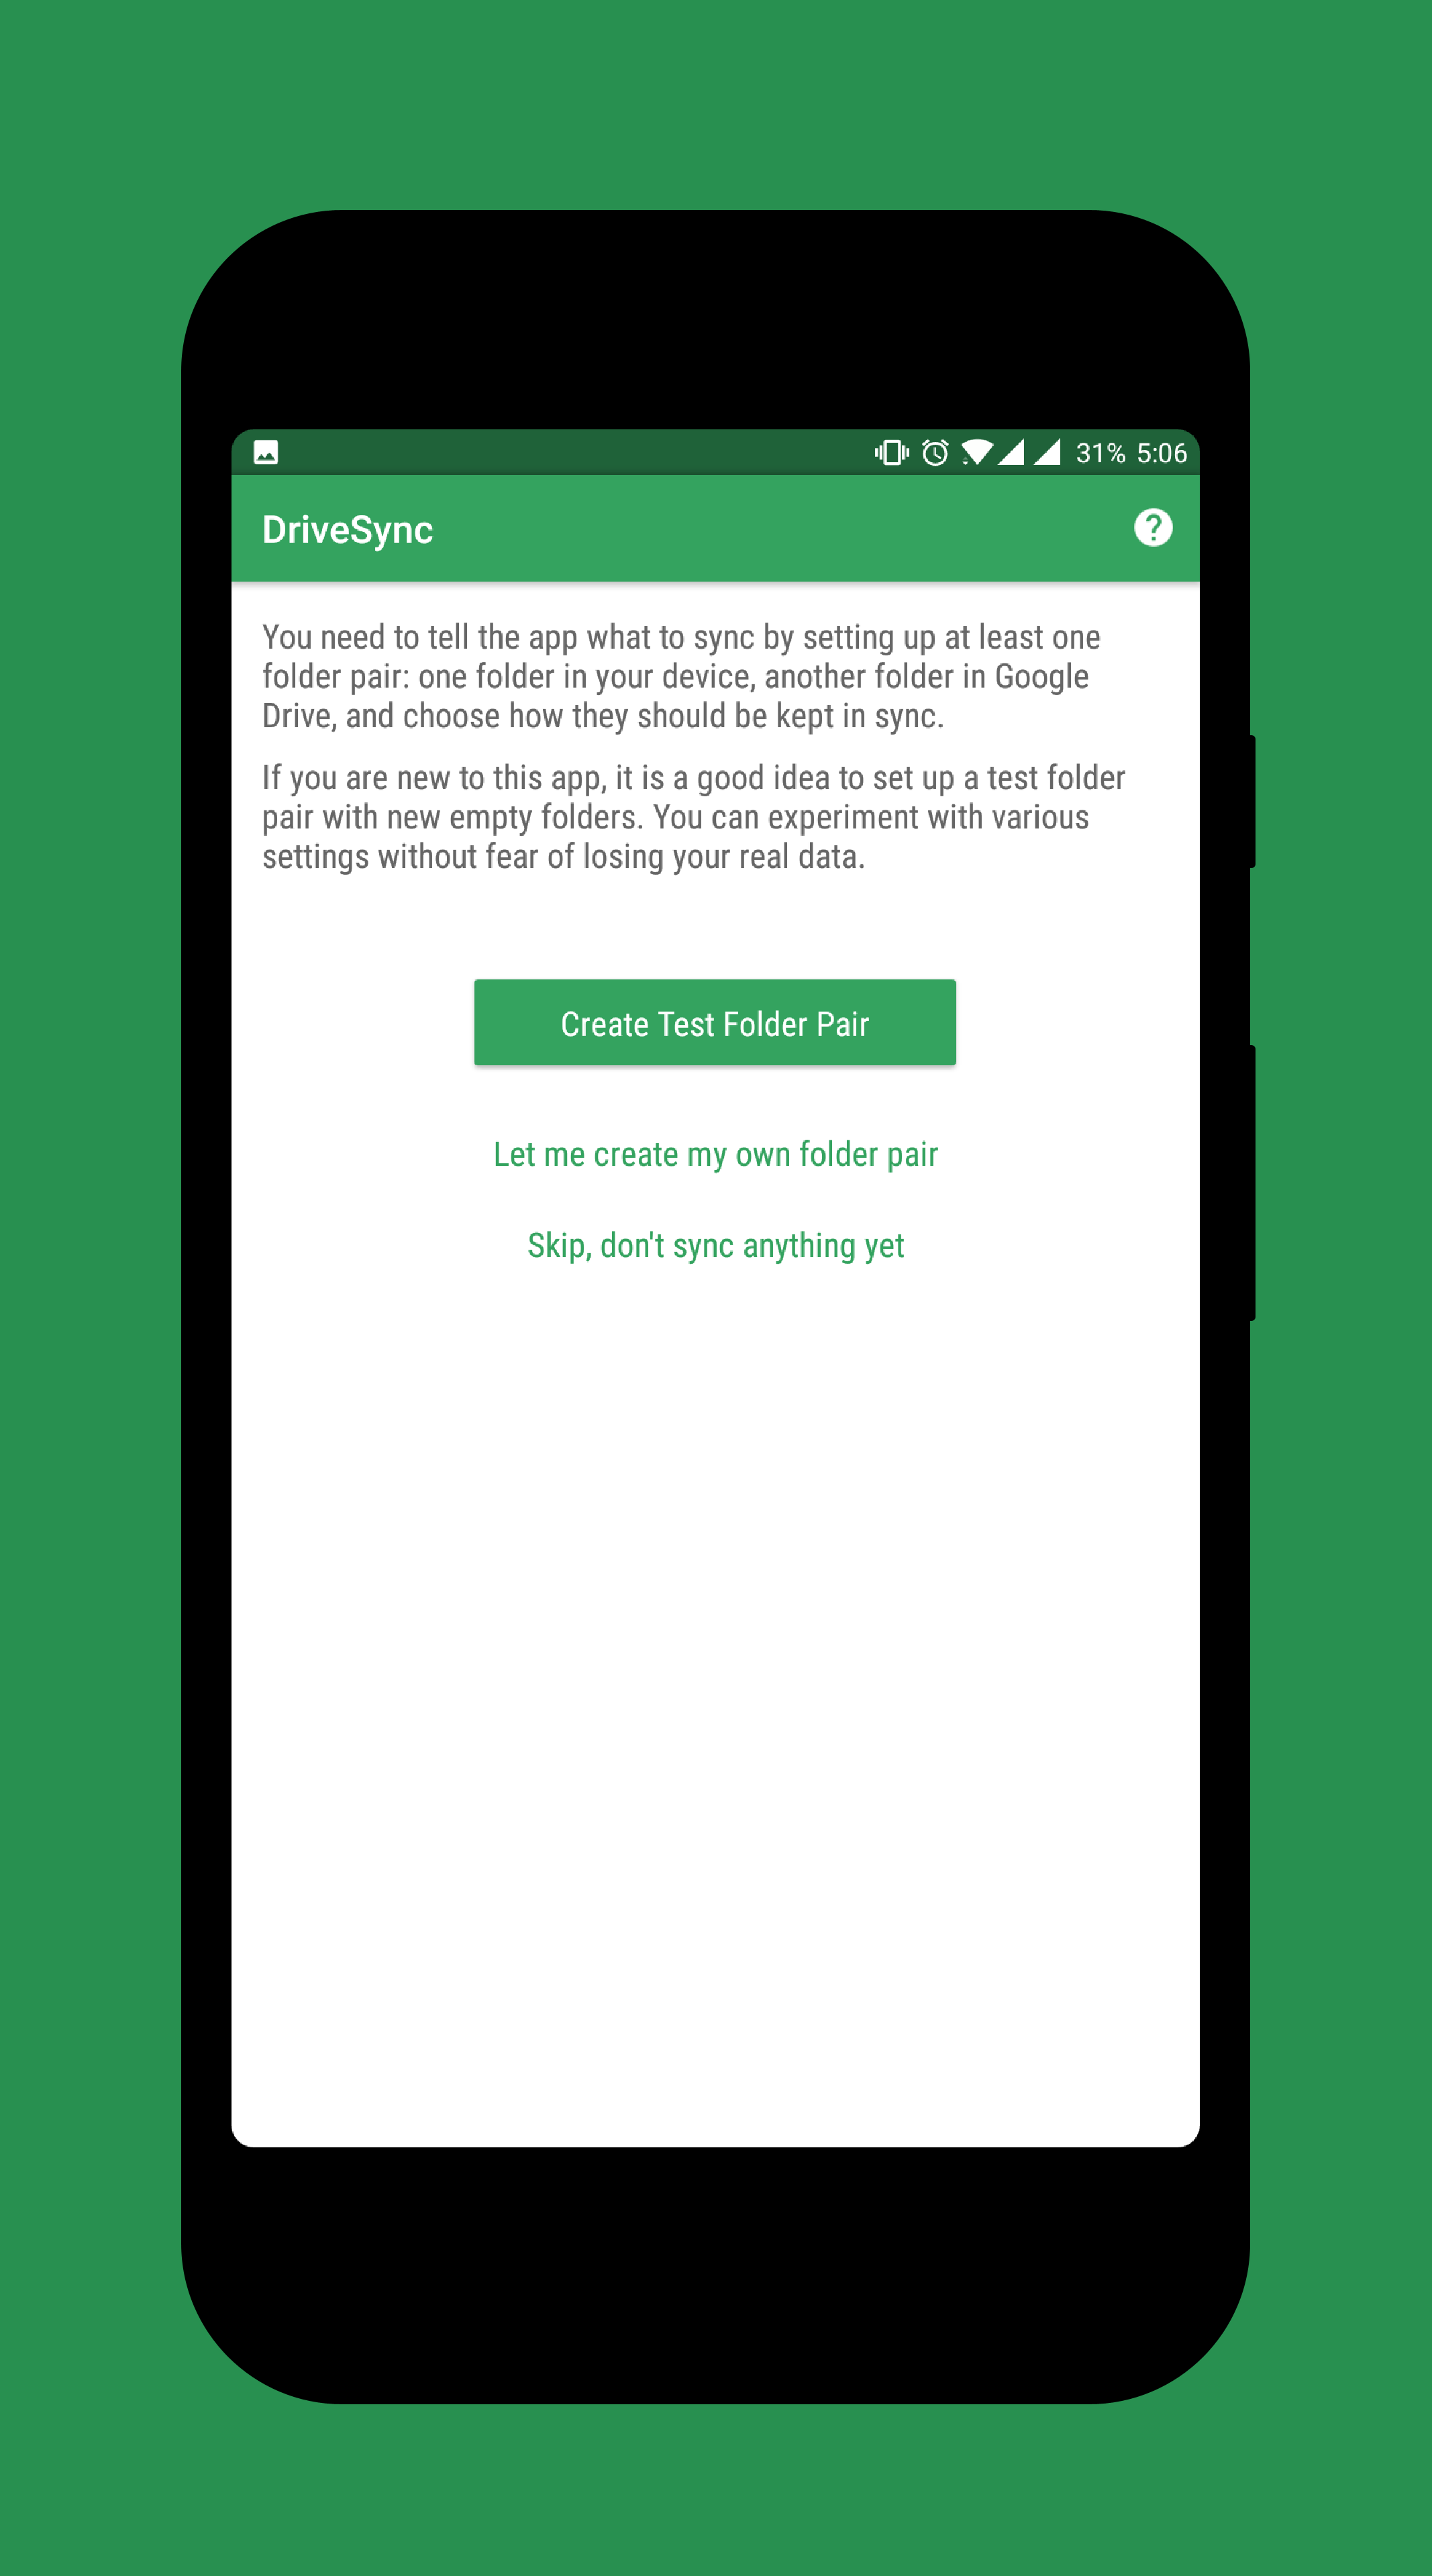 31% 5:06
DriveSync
You need to tell the app what to sync by setting up at least one
folder pair: one folder in your device, another folder in Google
Drive, and choose how they should be kept in sync.
If you are new to this app, it is a good idea to set up a test folder
pair with new empty folders. You can experiment with various
settings without fear of losing your real data.
Create Test Folder Pair
Let me create my own folder pair
Skip, don't sync anything yet